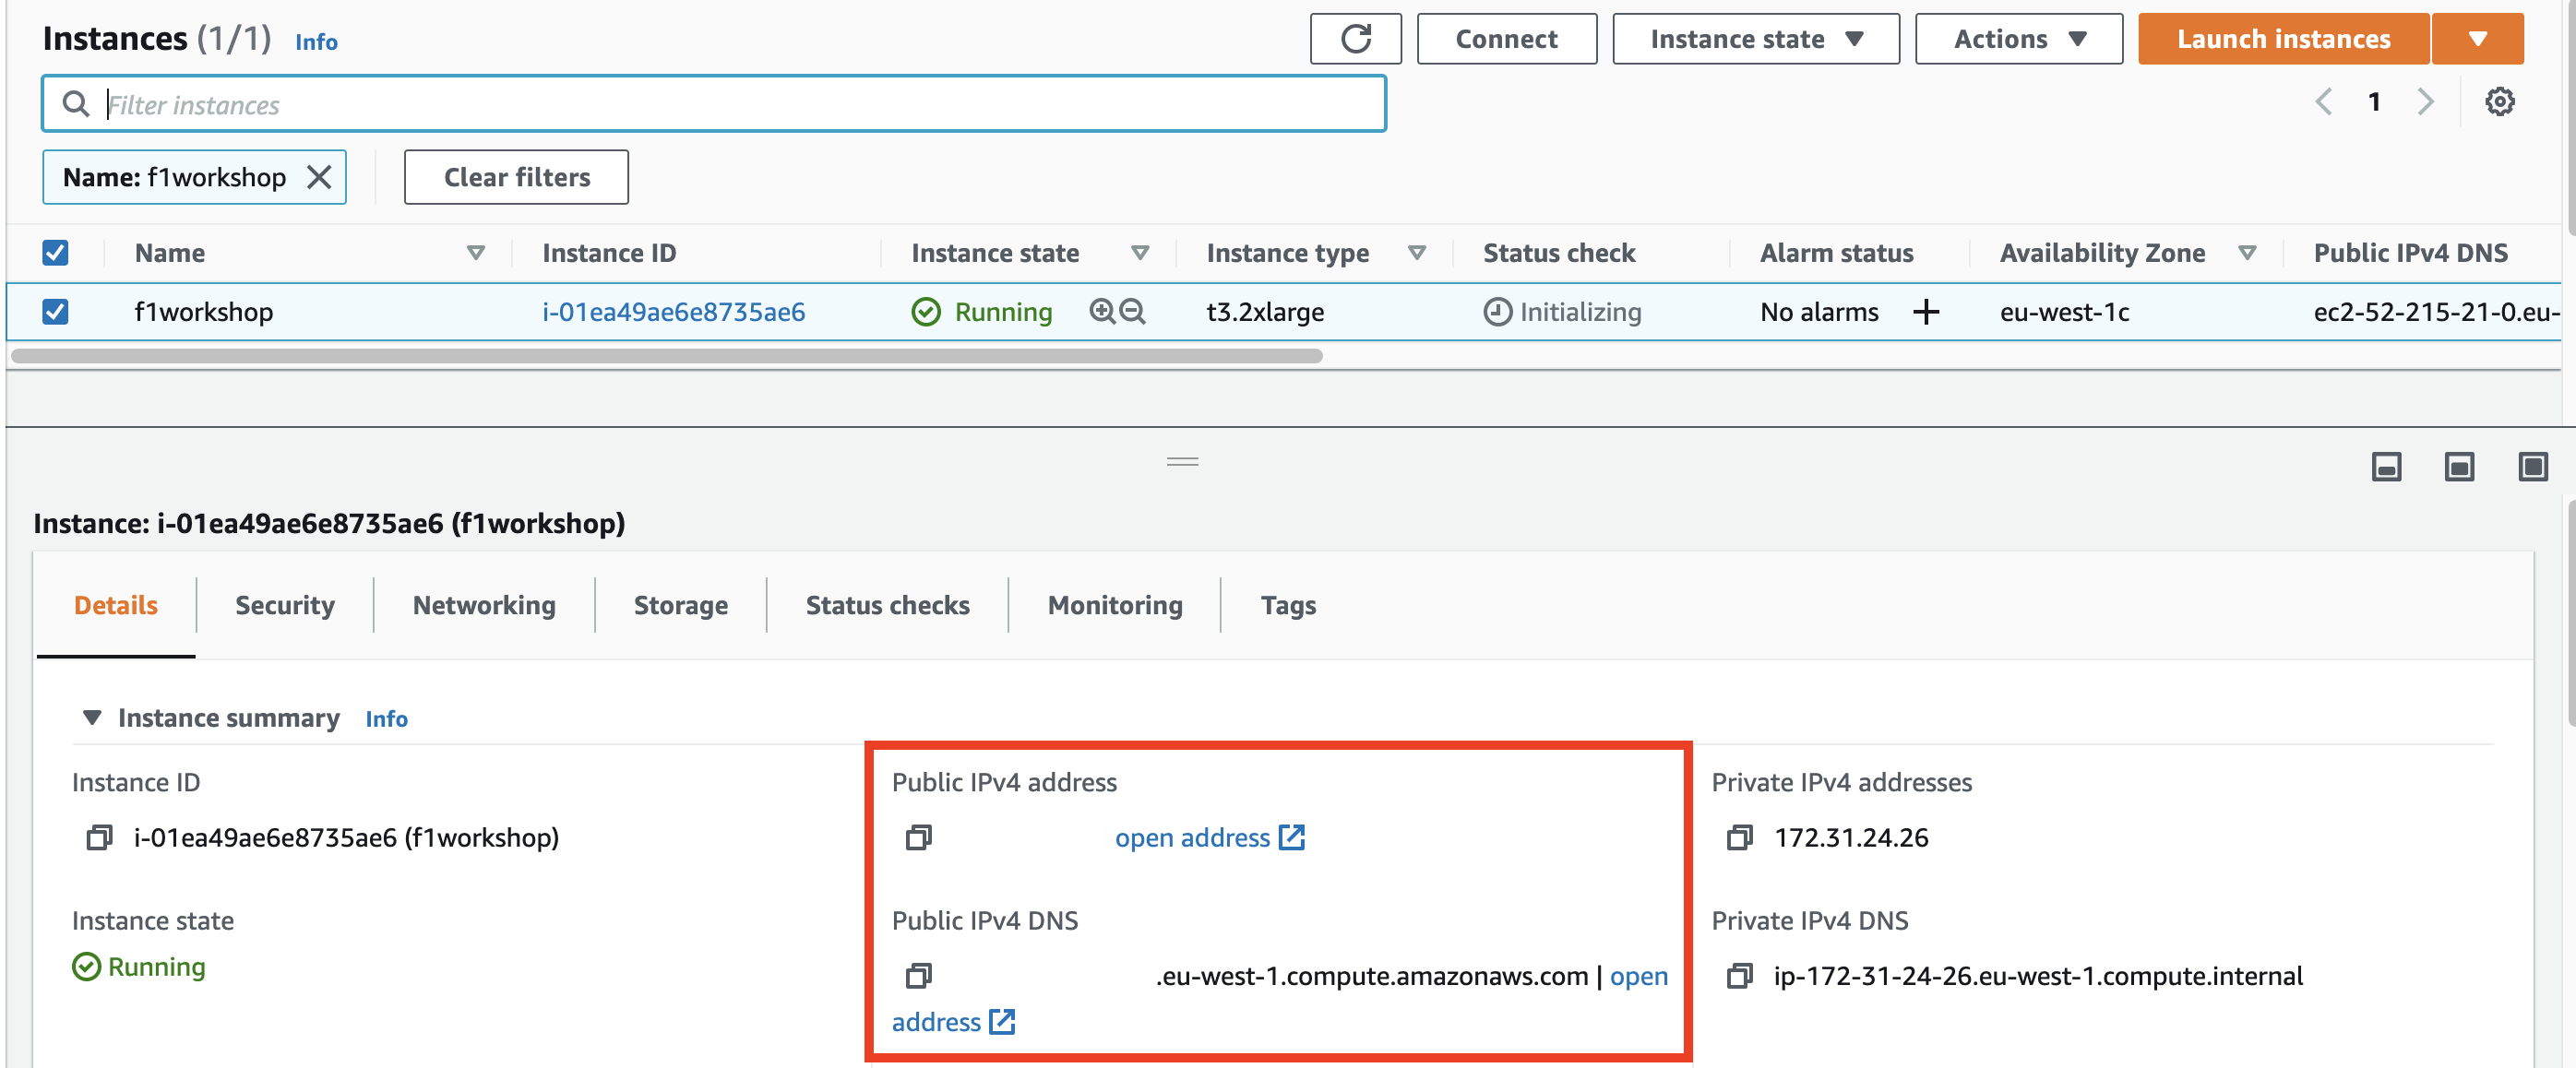 Instances (1/1) Info
Connect
Instance state
Actions
Launch instances
Filter instances
1
Name: f1workshop
Clear filters
Name Instance ID Instance state Instance type Status check Alarm status Availability Zone Public IPv4 DNS
f1workshop i-01ea49ae6e8735ae6 Running t3.2xlarge Initializing No alarms + eu-west-1c ec2-52-215-21-0.eu-
Instance: i-01ea49ae6e8735ae6 (f1workshop)
Details Security Networking Storage Status checks Monitoring Tags
Instance summary Info
Instance ID
i-01ea49ae6e8735ae6 (f1workshop)
Instance state
Running
Public IPv4 address
open address
Public IPv4 DNS
.eu-west-1.compute.amazonaws.com | open
address
Private IPv4 addresses
172.31.24.26
Private IPv4 DNS
ip-172-31-24-26.eu-west-1.compute.internal